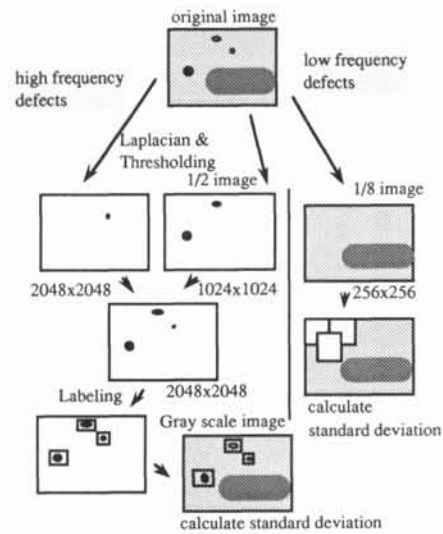 original image
high frequency
defects
low frequency
defects
Laplacian &
Thresholding
1/2 image
1/8 image
2048x2048
1024x1024
256x256
2048x2048
Labeling
Gray scale image
calculate
standard deviation
calculate standard deviation